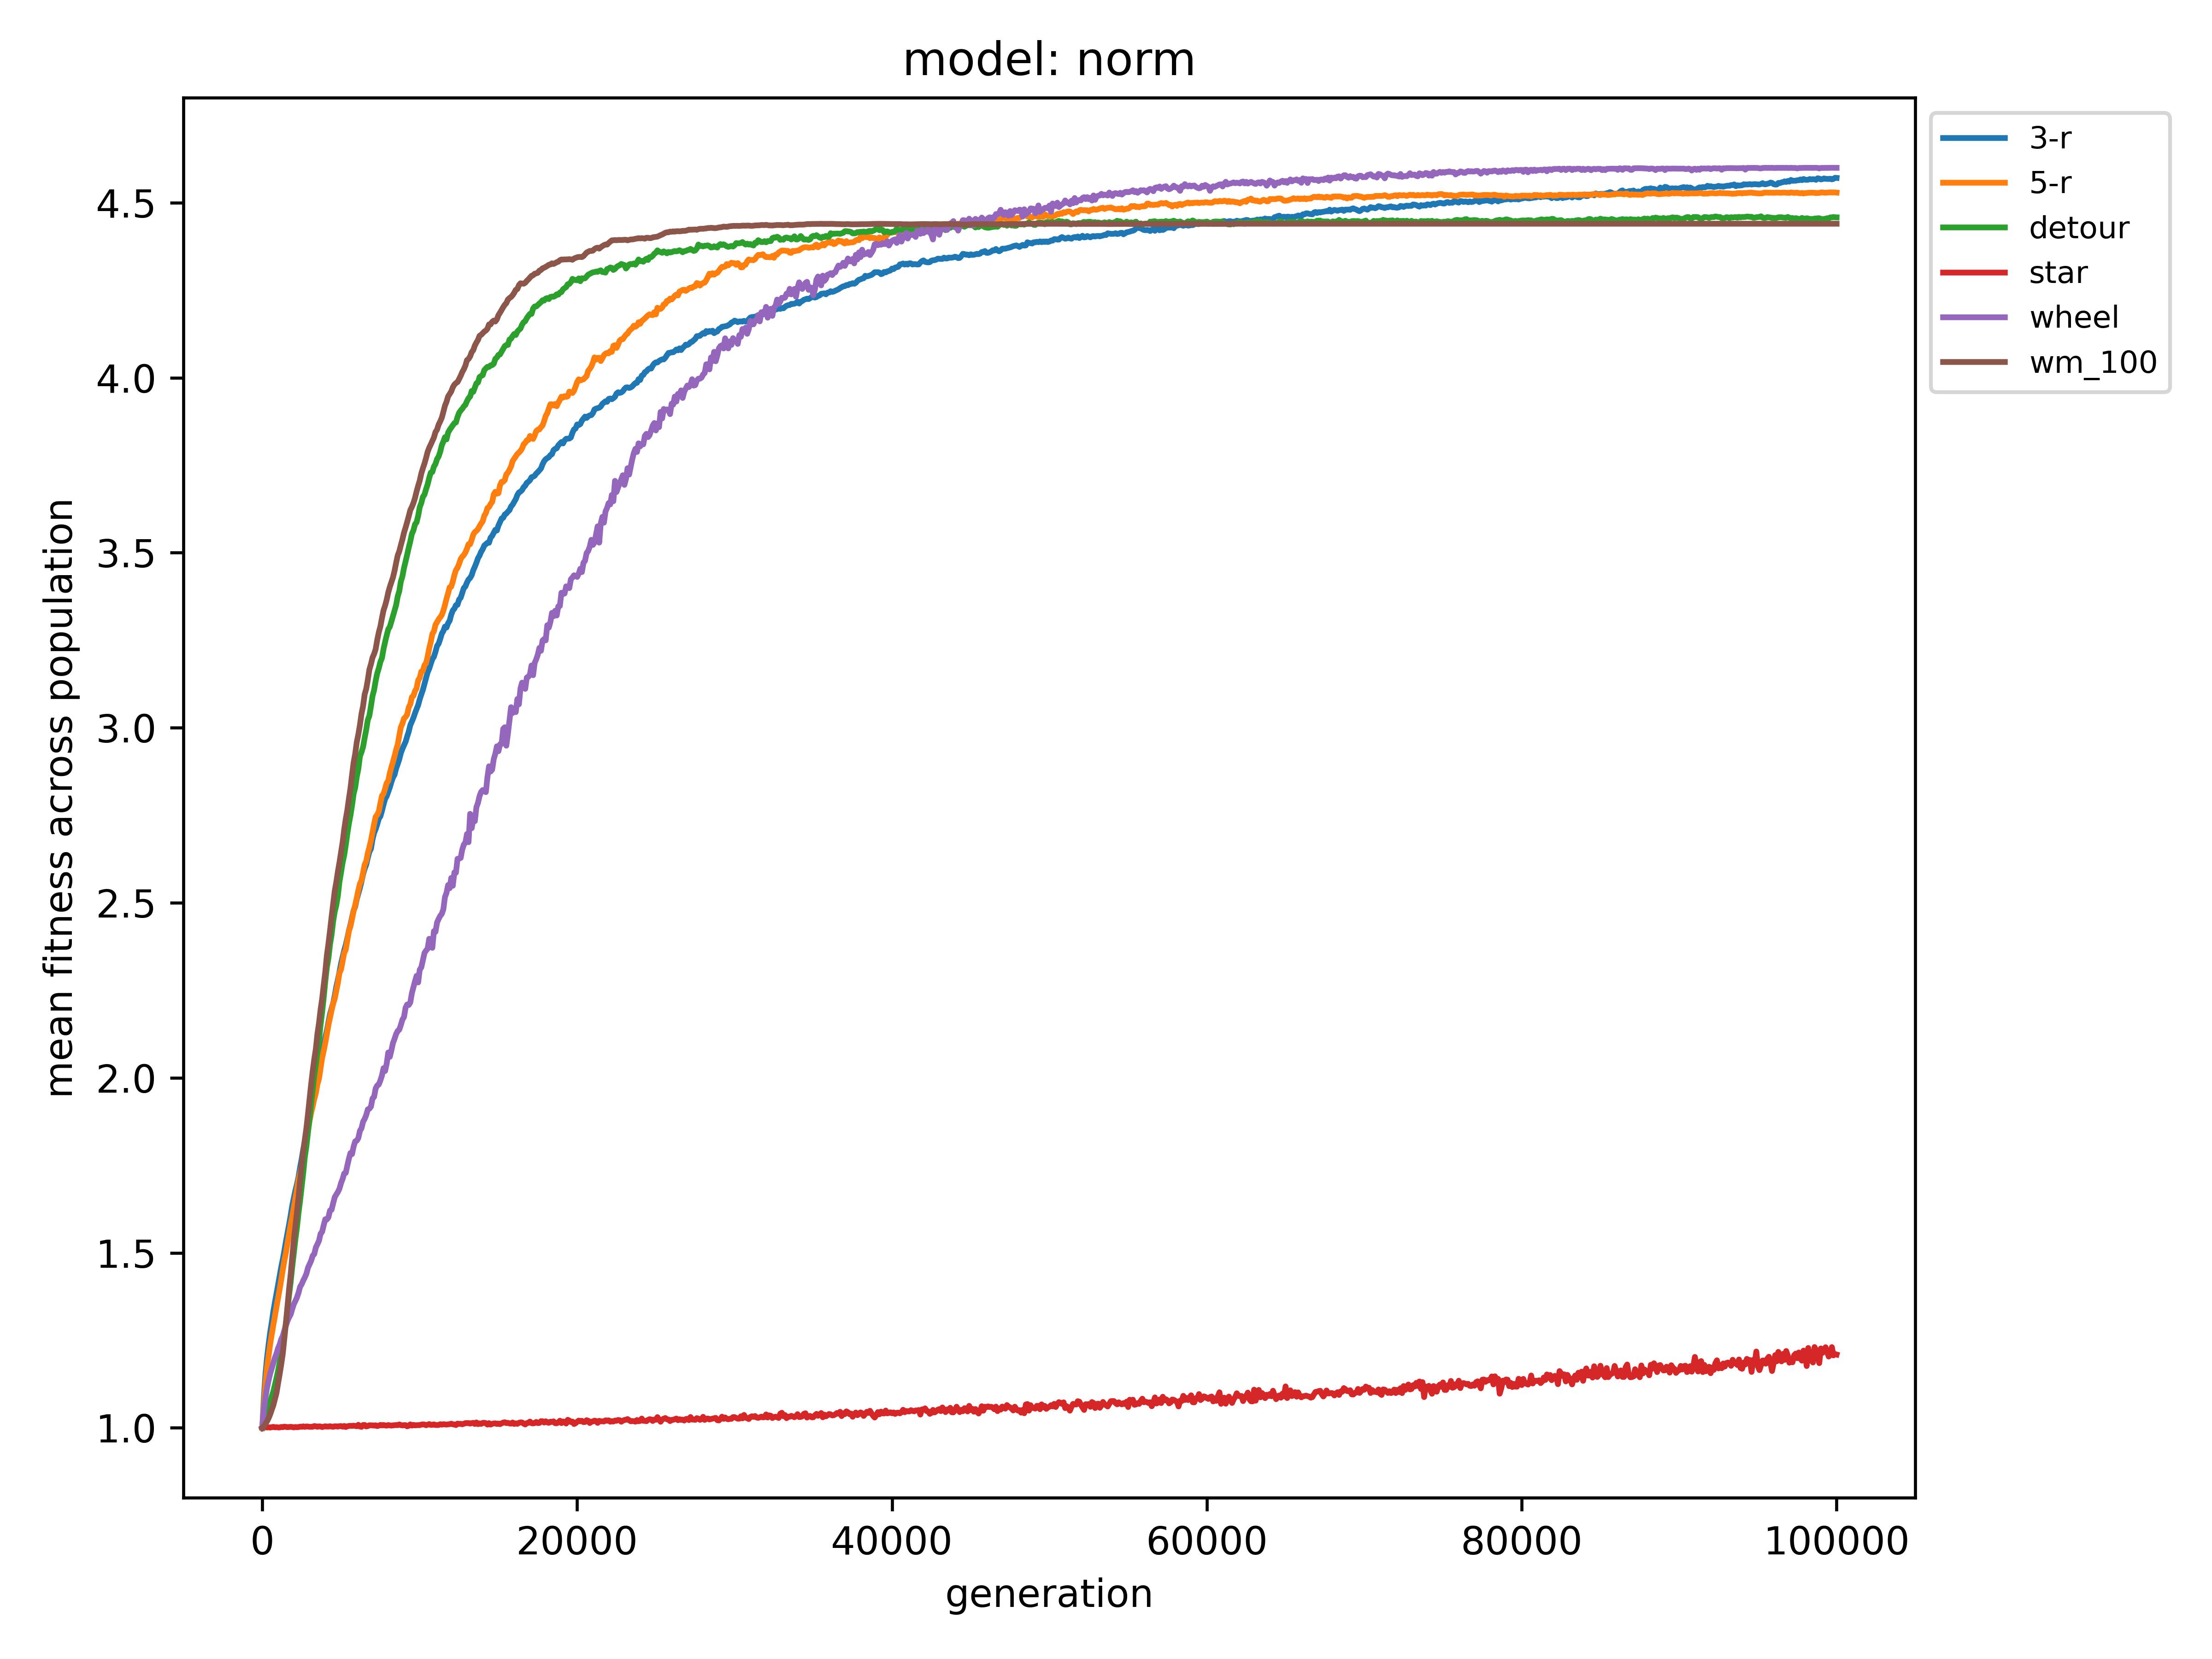 model: norm
3-r
5-r
detour
star
wheel
wm_100
mean fitness across population
4.5
4.0
3.5
3.0
2.5
2.0
1.5
1.0
0
20000
40000
60000
80000
100000
generation